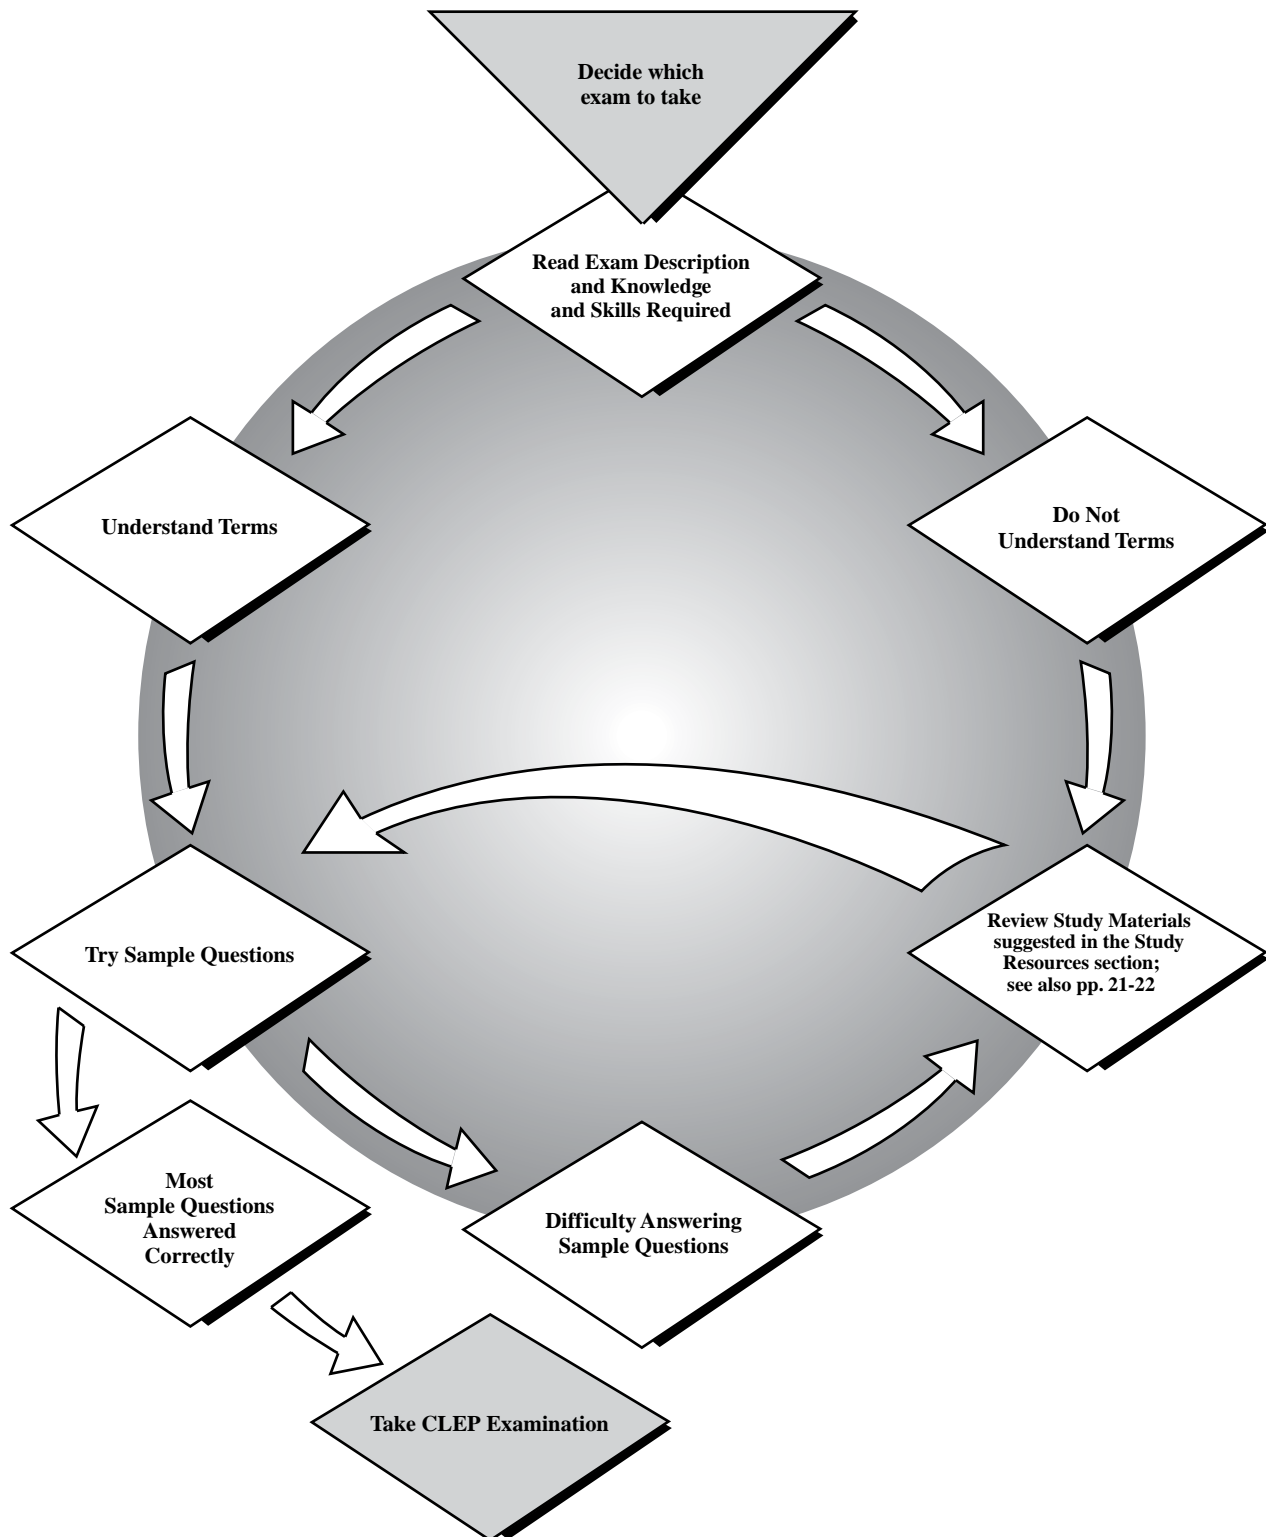 Decide which
exam to take
Read Exam Description
and Knowledge
and Skills Required
Understand Terms
Do Not
Understand Terms
Try Sample Questions
Review Study Materials
suggested in the Study
Resources section;
see also pp. 21-22
Most
Sample Questions
Answered
Correctly
Difficulty Answering
Sample Questions
Take CLEP Examination